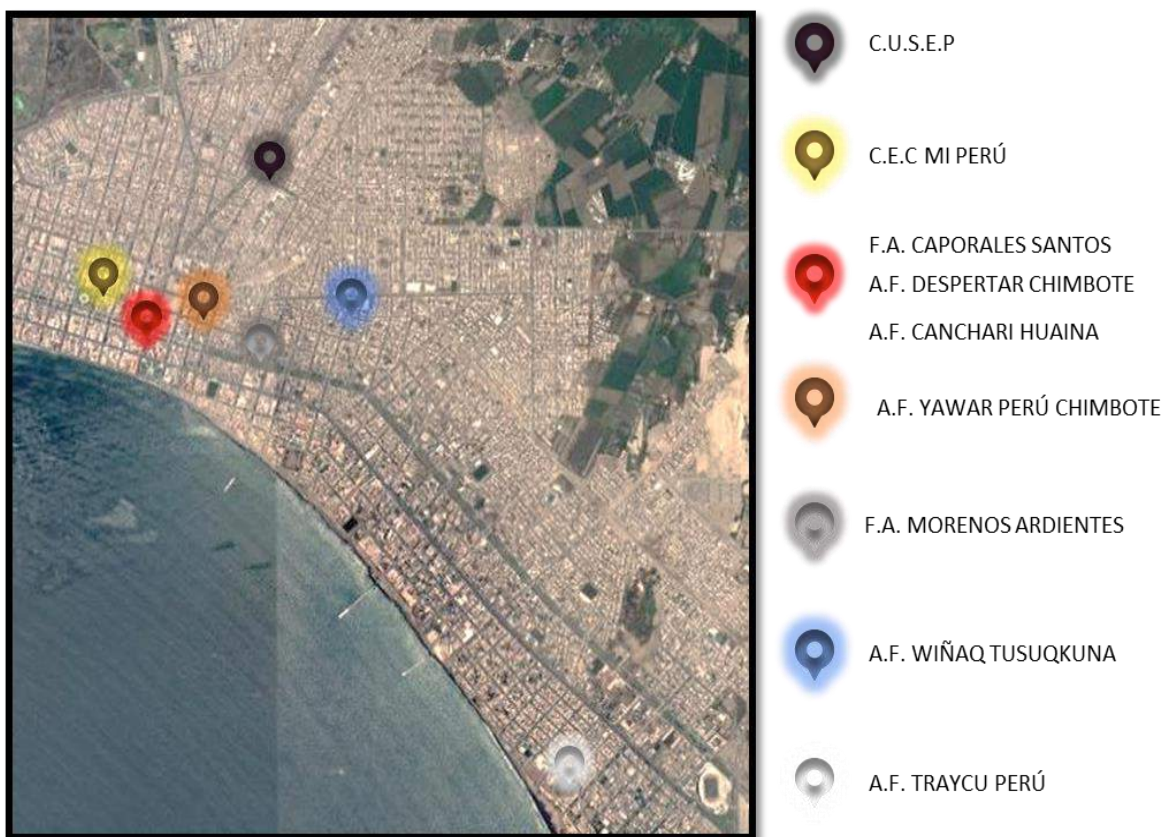 C.U.S.E.P
C.E.C MI PERÚ
F.A. CAPORALES SANTOS
A.F. DESPERTAR CHIMBOTE
A.F. CANCHARI HUAINA
A.F. YAWAR PERÚ CHIMBOTE
F.A. MORENOS ARDIENTES
A.F. WIÑAQ TUSUQKUNA
A.F. TRAYCU PERÚ